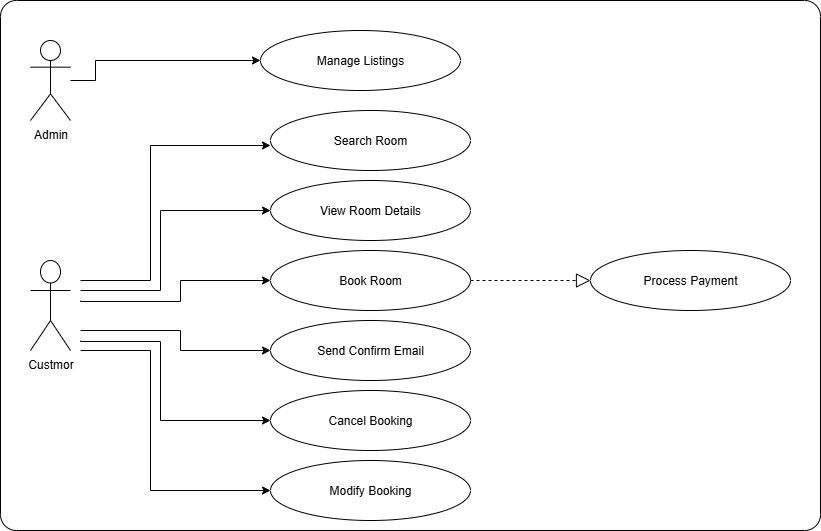 Manage Listings
Admin
Search Room
View Room Details
Book Room
Process Payment
Send Confirm Email
Custmor
Cancel Booking
Modify Booking